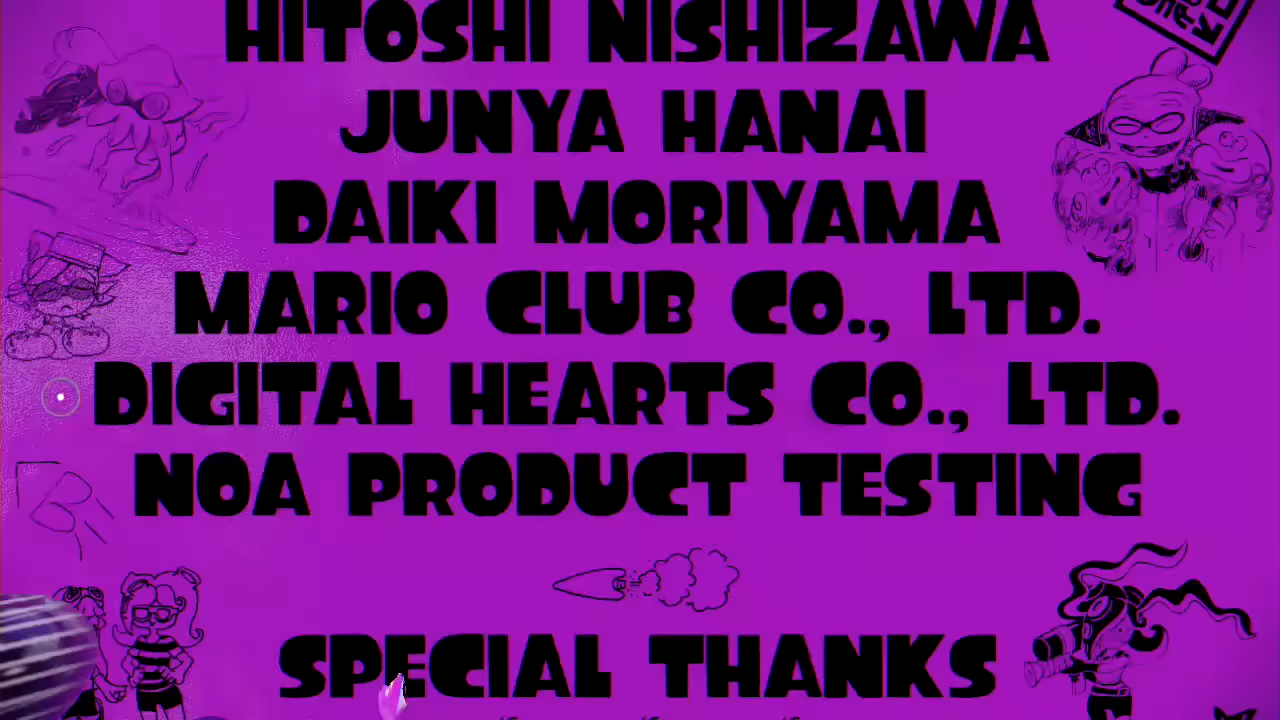 HITOSHI NISHIZAWA
JUNYA HANAI
DAIKI MORIYAMA
MARIO CLUB CO., LTD.
DIGITAL HEARTS CO., LTD.
NOA PRODUCT TESTING
SPECIAL THANKS